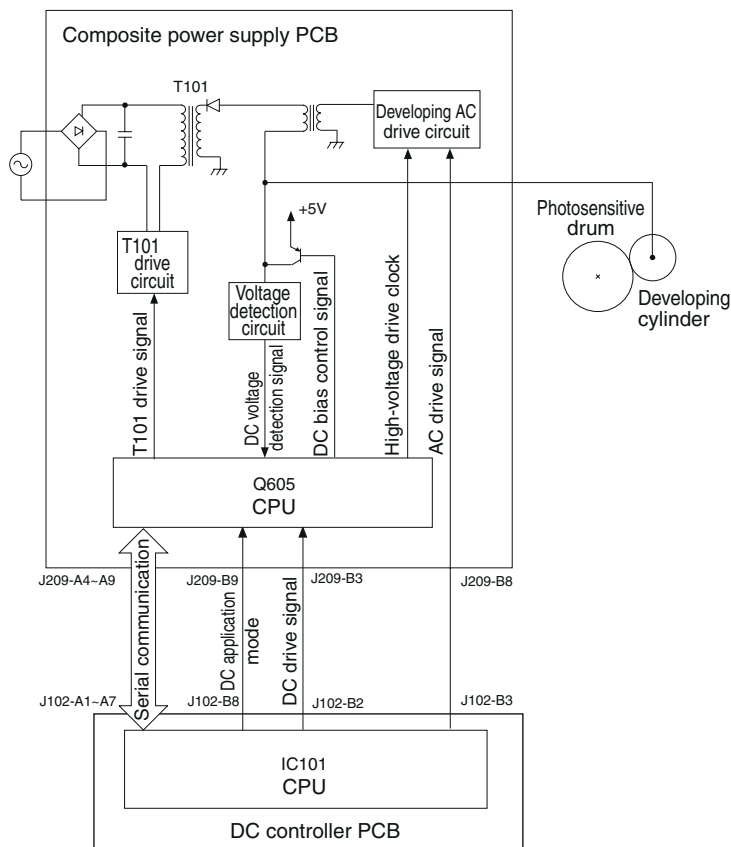 Composite power supply PCB
T101
Developing AC
drive circuit
+5V
Photosensitive
drum
T101
drive
circuit
Voltage
detection
circuit
Developing
cylinder
T101 drive signal
DC voltage
detection signal
DC bias control signal
High-voltage drive clock
AC drive signal
Q605
CPU
J209-A4~A9
J209-B9
J209-B3
J209-B8
Serial communication
DC application
mode
DC drive signal
J102-A1~A7
J102-B8
J102-B2
J102-B3
IC101
CPU
DC controller PCB